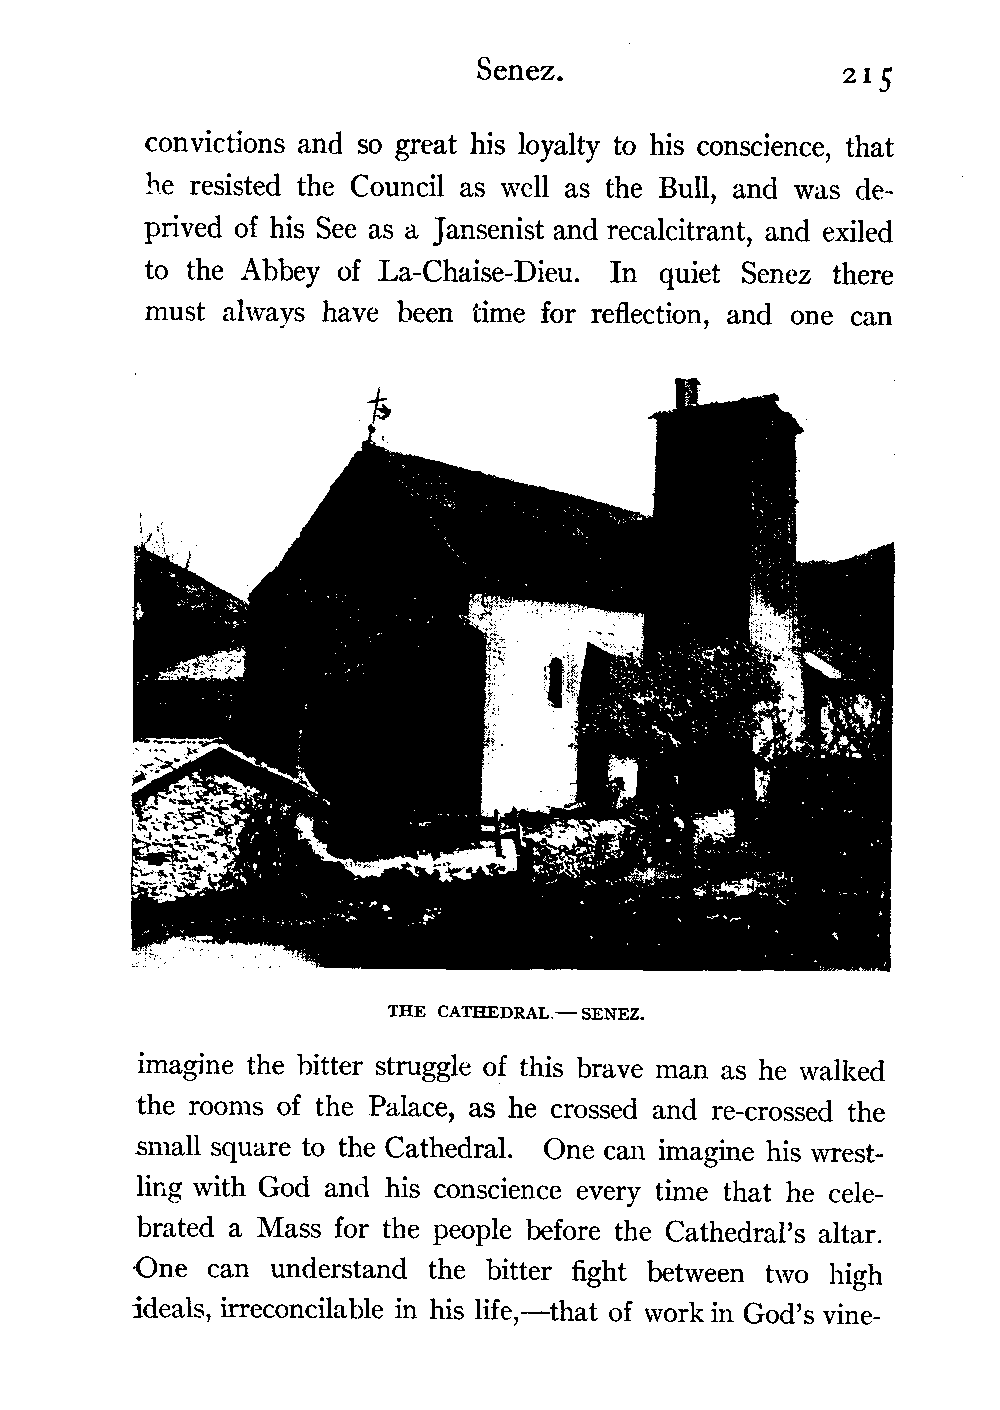 Senez. 215
convictions and so great his loyalty to his conscience, that
he resisted the Council as well as the Bull, and was de-
prived of his See as a Jansenist and recalcitrant, and exiled
to the Abbey of La-Chaise-Dieu. In quiet Senez there
must always have been time for reflection, and one can
THE CATHEDRAL.—SENEZ.
imagine the bitter struggle of this brave man as he walked
the rooms of the Palace, as he crossed and re-crossed the
small square to the Cathedral. One can imagine his wrest-
ling with God and his conscience every time that he cele-
brated a Mass for the people before the Cathedral's altar.
One can understand the bitter fight between two high
ideals, irreconcilable in his life,—that of work in God's vine-